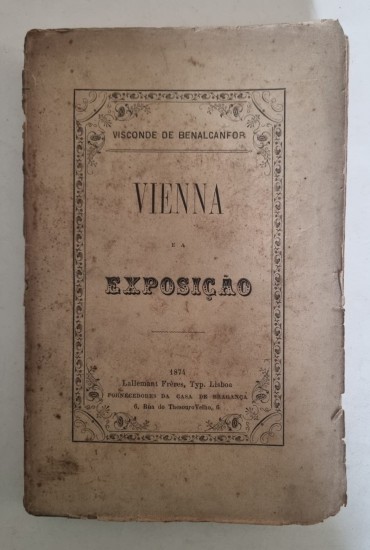 VISCONDE DE BENALCANFOR
VIENNA
E A
EXPOSIÇÃO
1874
Lallemant Frères, Typ. Lisboa
FORNECEDORES DA CASA DE BRAGANÇA
6, Rua do Thesouro Velho, 6